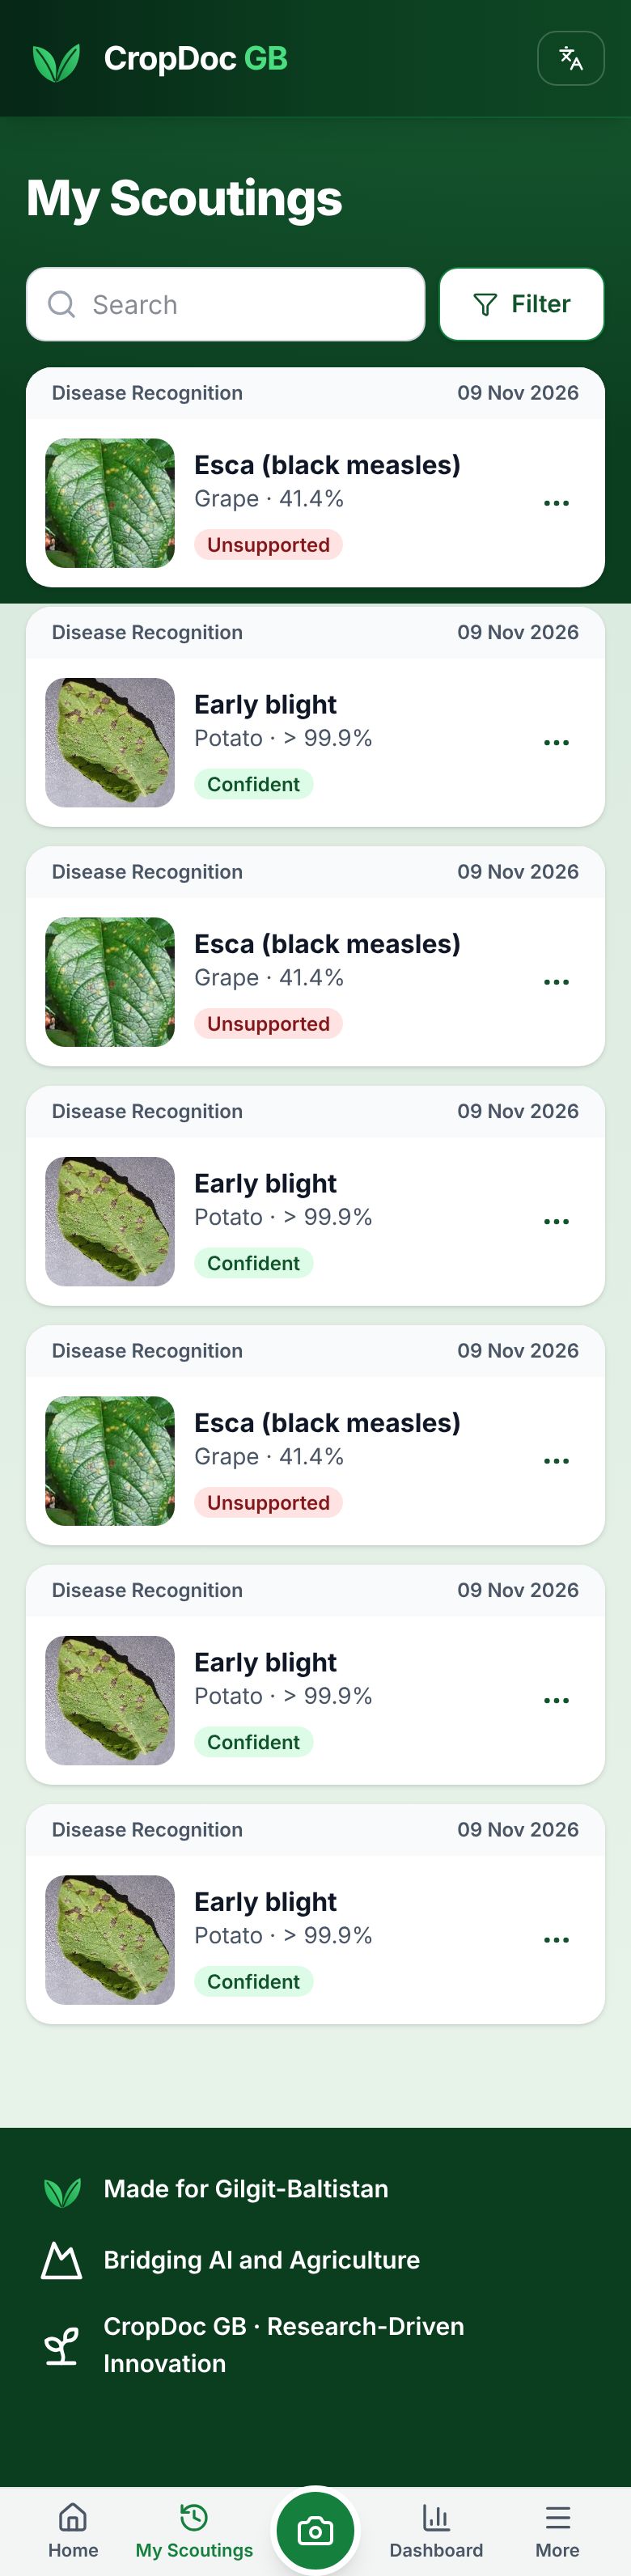 CropDoc GB
My Scoutings
Search
Filter
Disease Recognition 09 Nov 2026
Esca (black measles)
Grape · 41.4%
Unsupported
Disease Recognition 09 Nov 2026
Early blight
Potato · > 99.9%
Confident
Disease Recognition 09 Nov 2026
Esca (black measles)
Grape · 41.4%
Unsupported
Disease Recognition 09 Nov 2026
Early blight
Potato · > 99.9%
Confident
Disease Recognition 09 Nov 2026
Esca (black measles)
Grape · 41.4%
Unsupported
Disease Recognition 09 Nov 2026
Early blight
Potato · > 99.9%
Confident
Disease Recognition 09 Nov 2026
Early blight
Potato · > 99.9%
Confident
Made for Gilgit-Baltistan
Bridging AI and Agriculture
CropDoc GB · Research-Driven
Innovation
Home My Scoutings Dashboard More